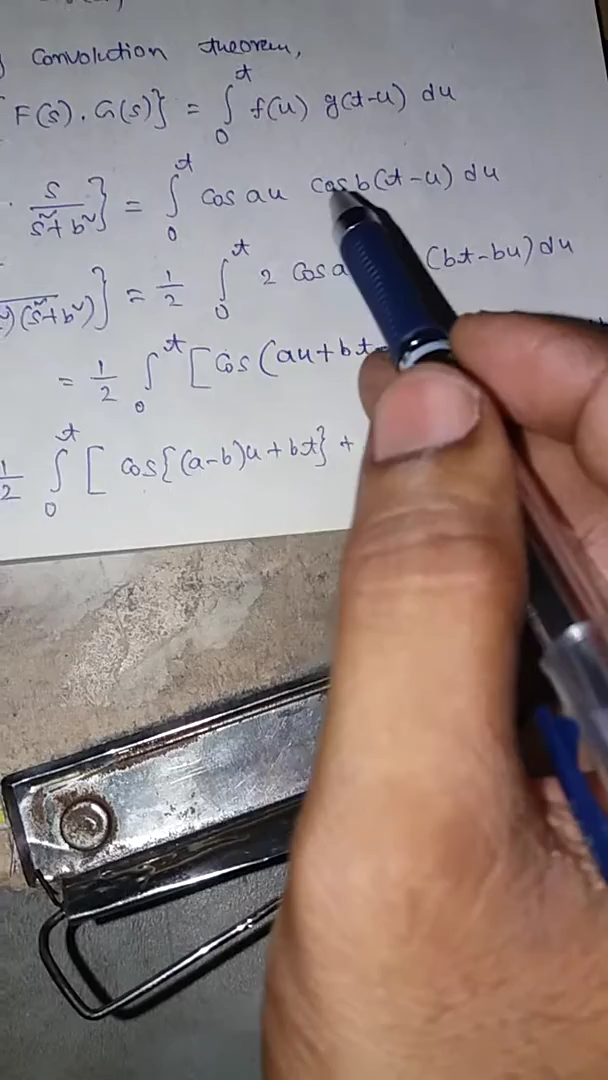 Convolution theorem,
F(s). G(s)} = ∫₀ᵗ f(u) g(t-u) du
. s/(s²+b²)} = ∫₀ᵗ cos au cos b(t-u) du
)(s²+b²)} = 1/2 ∫₀ᵗ 2 cos a (bt-bu) du
= 1/2 ∫₀ᵗ [cos(au+bt-
1/2 ∫₀ᵗ [ cos{(a-b)u+bt} +